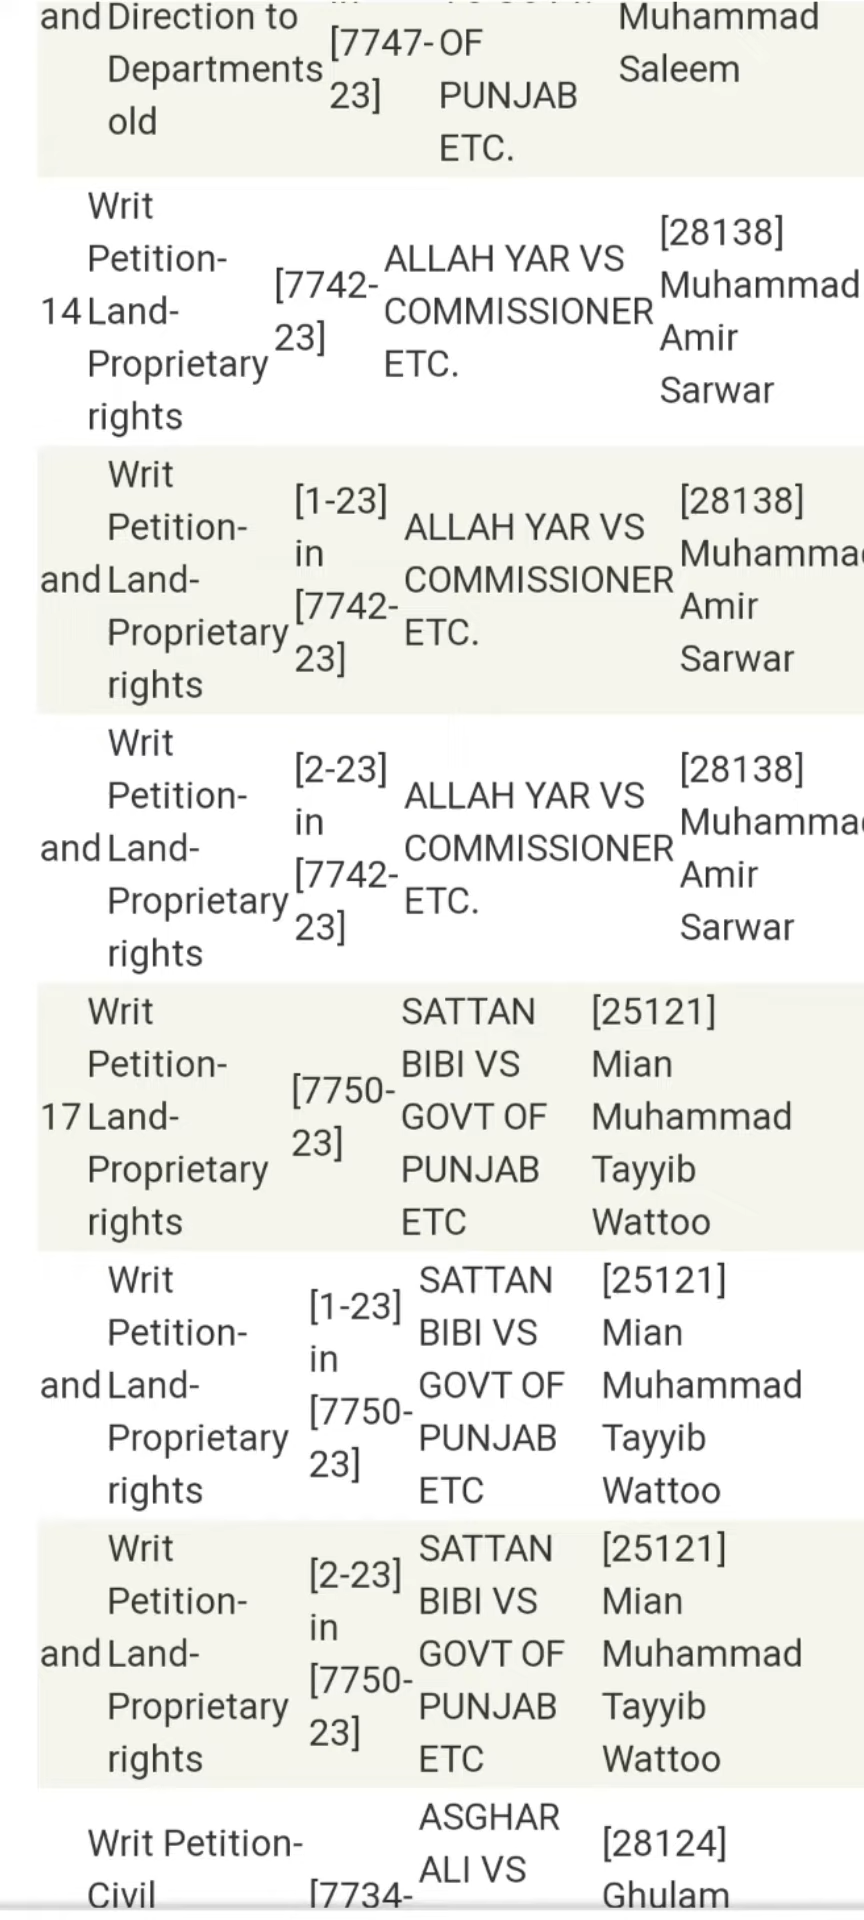 and Direction to
Departments
old
[7747-
23]
OF
PUNJAB
ETC.
Muhammad
Saleem
14
Writ
Petition-
Land-
Proprietary
rights
[7742-
23]
ALLAH YAR VS
COMMISSIONER
ETC.
[28138]
Muhammad
Amir
Sarwar
and
Writ
Petition-
Land-
Proprietary
rights
[1-23]
in
[7742-
23]
ALLAH YAR VS
COMMISSIONER
ETC.
[28138]
Muhamma
Amir
Sarwar
and
Writ
Petition-
Land-
Proprietary
rights
[2-23]
in
[7742-
23]
ALLAH YAR VS
COMMISSIONER
ETC.
[28138]
Muhamma
Amir
Sarwar
17
Writ
Petition-
Land-
Proprietary
rights
[7750-
23]
SATTAN
BIBI VS
GOVT OF
PUNJAB
ETC
[25121]
Mian
Muhammad
Tayyib
Wattoo
and
Writ
Petition-
Land-
Proprietary
rights
[1-23]
in
[7750-
23]
SATTAN
BIBI VS
GOVT OF
PUNJAB
ETC
[25121]
Mian
Muhammad
Tayyib
Wattoo
and
Writ
Petition-
Land-
Proprietary
rights
[2-23]
in
[7750-
23]
SATTAN
BIBI VS
GOVT OF
PUNJAB
ETC
[25121]
Mian
Muhammad
Tayyib
Wattoo
Writ Petition-
Civil
[7734-
ASGHAR
ALI VS
[28124]
Ghulam